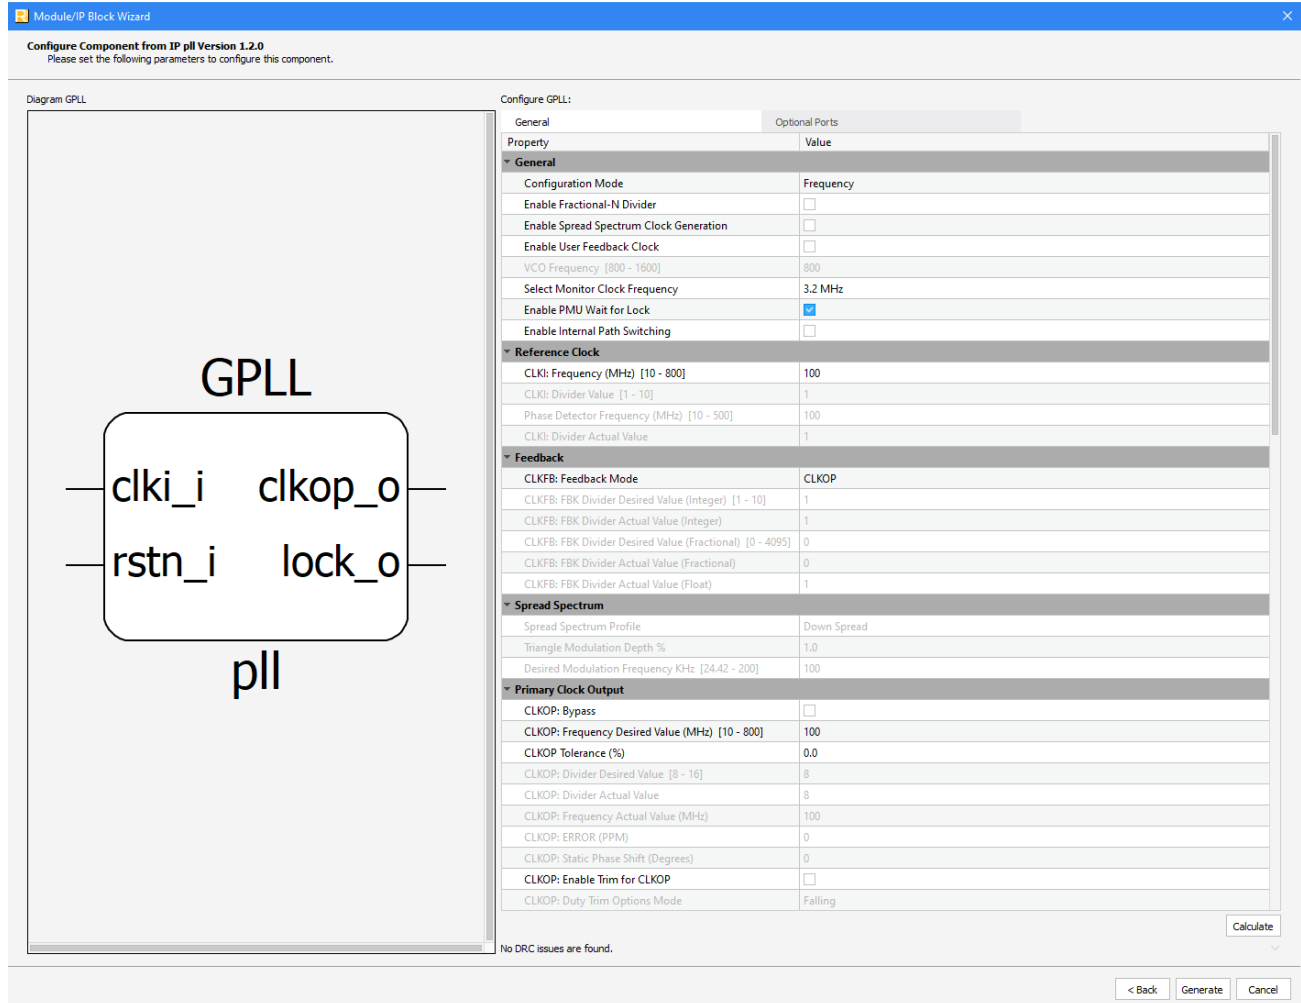 Module/IP Block Wizard
Configure Component from IP pll Version 1.2.0
Please set the following parameters to configure this component.
Diagram GPLL
GPLL
clki_i clkop_o
rstn_i lock_o
pll
Configure GPLL:
General Optional Ports
Property Value
General
Configuration Mode Frequency
Enable Fractional-N Divider
Enable Spread Spectrum Clock Generation
Enable User Feedback Clock
VCO Frequency [800 - 1600] 800
Select Monitor Clock Frequency 3.2 MHz
Enable PMU Wait for Lock
Enable Internal Path Switching
Reference Clock
CLKI: Frequency (MHz) [10 - 800] 100
CLKI: Divider Value [1 - 10] 1
Phase Detector Frequency (MHz) [10 - 500] 100
CLKI: Divider Actual Value 1
Feedback
CLKFB: Feedback Mode CLKOP
CLKFB: FBK Divider Desired Value (Integer) [1 - 10] 1
CLKFB: FBK Divider Actual Value (Integer) 1
CLKFB: FBK Divider Desired Value (Fractional) [0 - 4095] 0
CLKFB: FBK Divider Actual Value (Fractional) 0
CLKFB: FBK Divider Actual Value (Float) 1
Spread Spectrum
Spread Spectrum Profile Down Spread
Triangle Modulation Depth % 1.0
Desired Modulation Frequency KHz [24.42 - 200] 100
Primary Clock Output
CLKOP: Bypass
CLKOP: Frequency Desired Value (MHz) [10 - 800] 100
CLKOP Tolerance (%) 0.0
CLKOP: Divider Desired Value [8 - 16] 8
CLKOP: Divider Actual Value 8
CLKOP: Frequency Actual Value (MHz) 100
CLKOP: ERROR (PPM) 0
CLKOP: Static Phase Shift (Degrees) 0
CLKOP: Enable Trim for CLKOP
CLKOP: Duty Trim Options Mode Falling
Calculate
No DRC issues are found.
< Back Generate Cancel